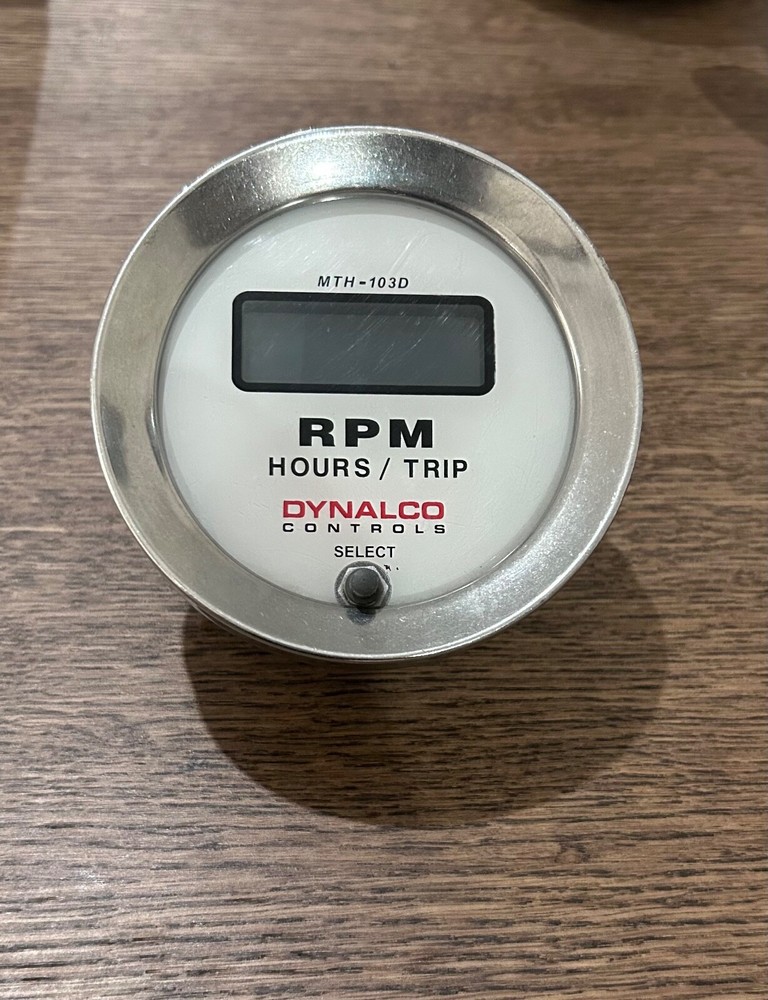 MTH-103D
RPM
HOURS / TRIP
DYNALCO
CONTROLS
SELECT